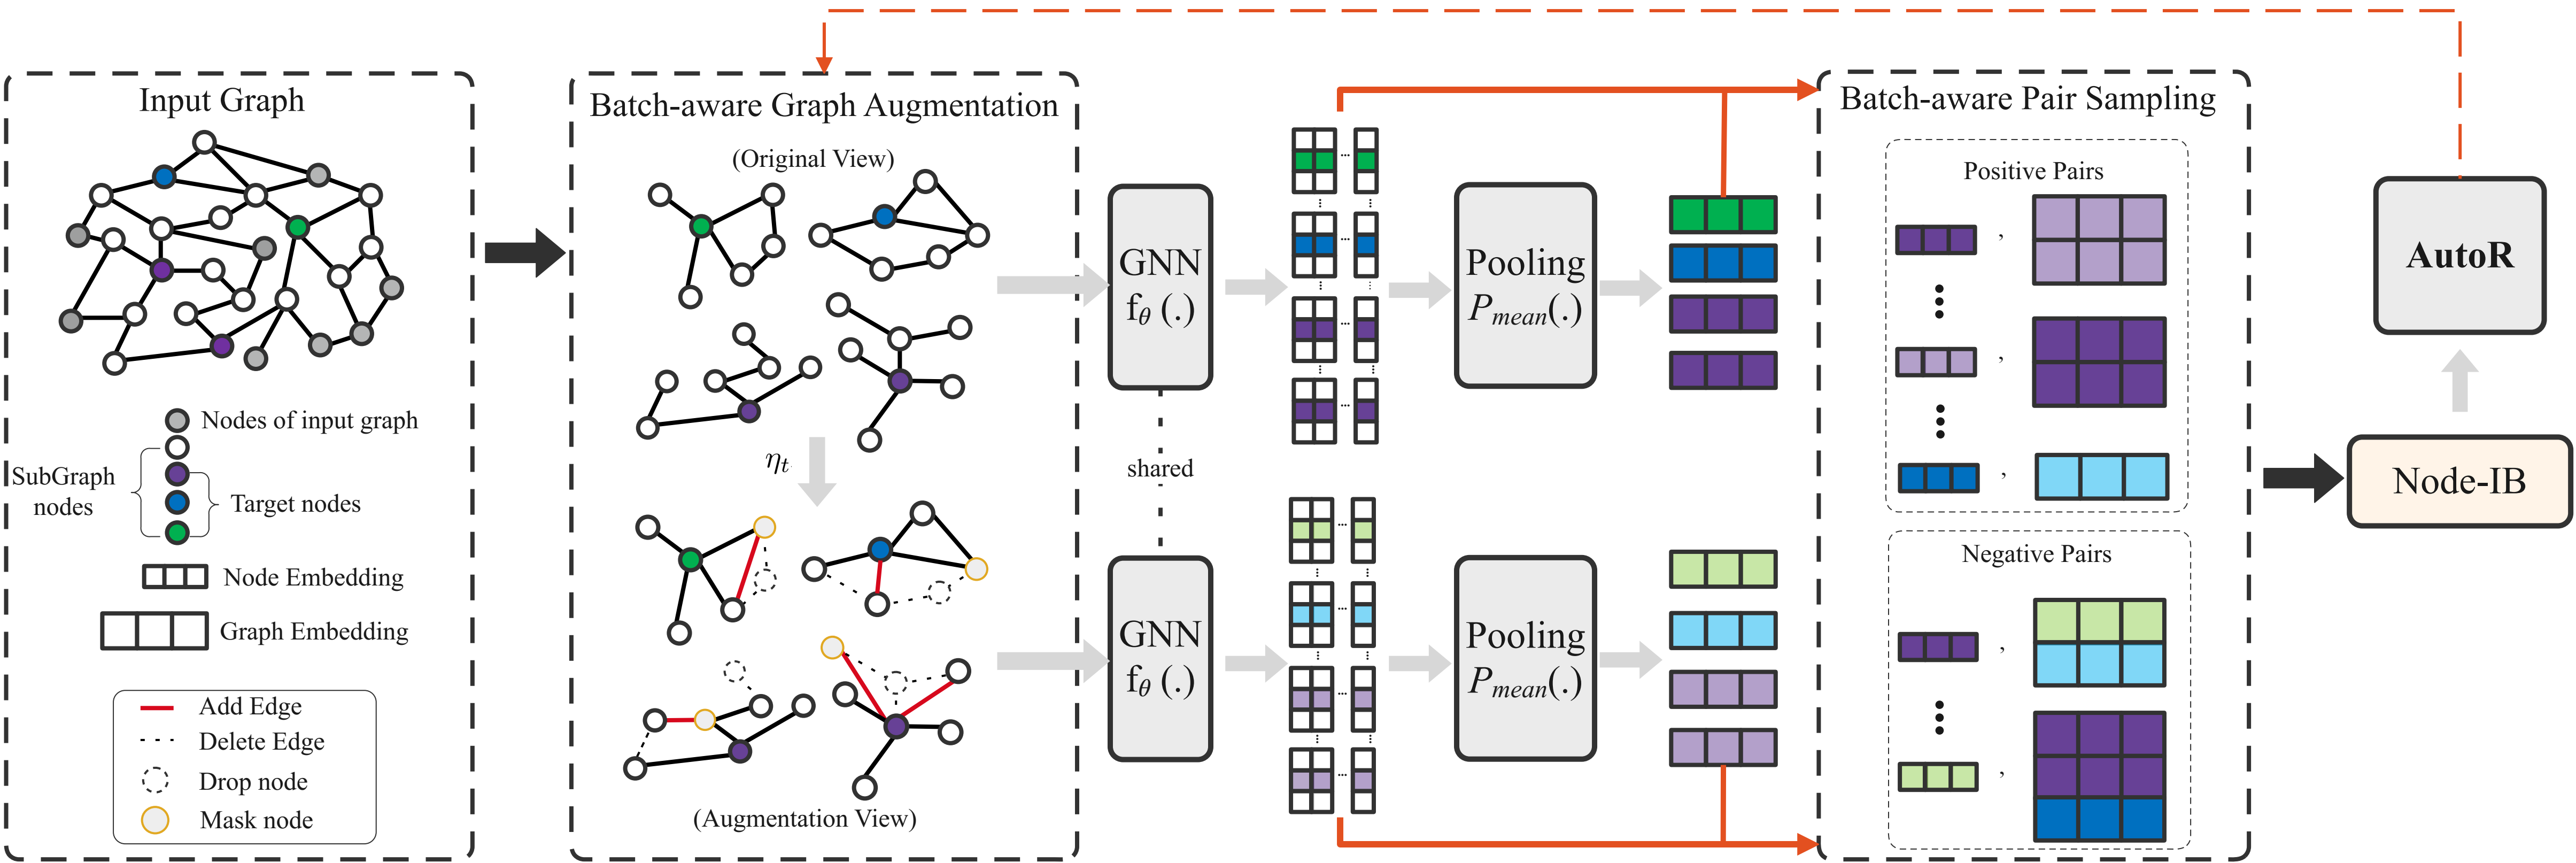 Input Graph
Nodes of input graph
SubGraph
nodes
Target nodes
Node Embedding
Graph Embedding
Add Edge
Delete Edge
Drop node
Mask node
Batch-aware Graph Augmentation
(Original View)
ηt
(Augmentation View)
GNN
fθ (.)
shared
GNN
fθ (.)
Pooling
Pmean(.)
Pooling
Pmean(.)
Batch-aware Pair Sampling
Positive Pairs
,
,
,
Negative Pairs
,
,
AutoR
Node-IB